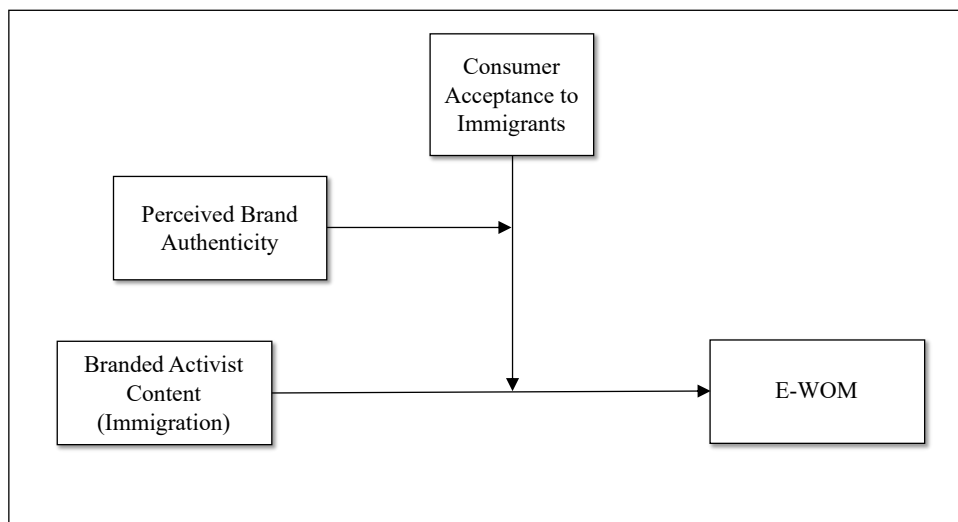 Consumer
Acceptance to
Immigrants
Perceived Brand
Authenticity
Branded Activist
Content
(Immigration)
E-WOM